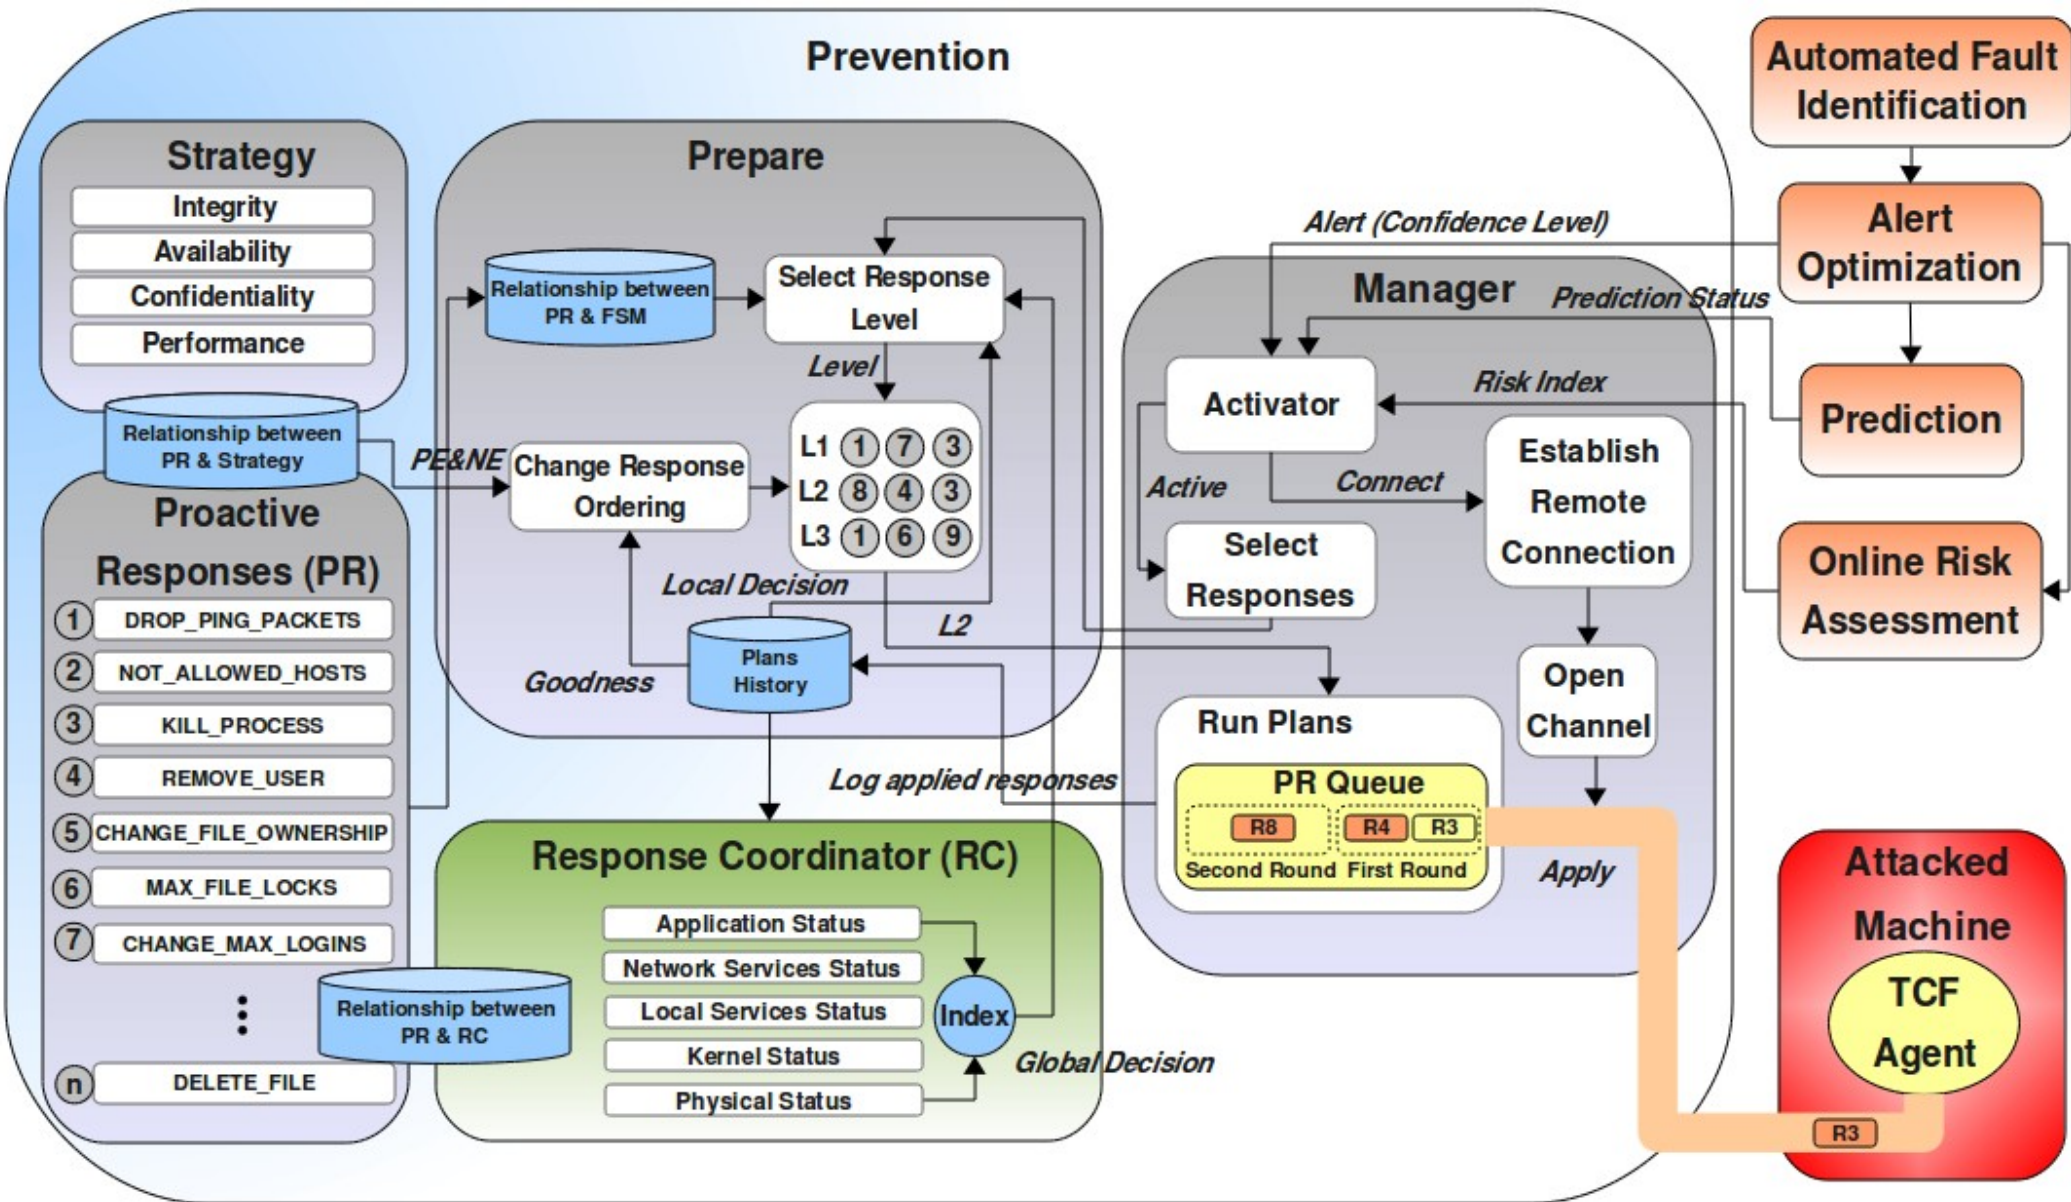 Prevention
Strategy
Integrity
Availability
Confidentiality
Performance
Relationship between
PR & Strategy
Proactive
Responses (PR)
1 DROP_PING_PACKETS
2 NOT_ALLOWED_HOSTS
3 KILL_PROCESS
4 REMOVE_USER
5 CHANGE_FILE_OWNERSHIP
6 MAX_FILE_LOCKS
7 CHANGE_MAX_LOGINS
n DELETE_FILE
Relationship between
PR & RC
Prepare
Relationship between
PR & FSM
Select Response
Level
Level
PE&NE
Change Response
Ordering
L1 1 7 3
L2 8 4 3
L3 1 6 9
Local Decision
L2
Goodness
Plans
History
Log applied responses
Response Coordinator (RC)
Application Status
Network Services Status
Local Services Status
Kernel Status
Physical Status
Index
Global Decision
Manager
Alert (Confidence Level)
Prediction Status
Risk Index
Activator
Active
Connect
Select
Responses
Establish
Remote
Connection
Open
Channel
Run Plans
PR Queue
R8 R4 R3
Second Round First Round
Apply
Automated Fault
Identification
Alert
Optimization
Prediction
Online Risk
Assessment
Attacked
Machine
TCF
Agent
R3